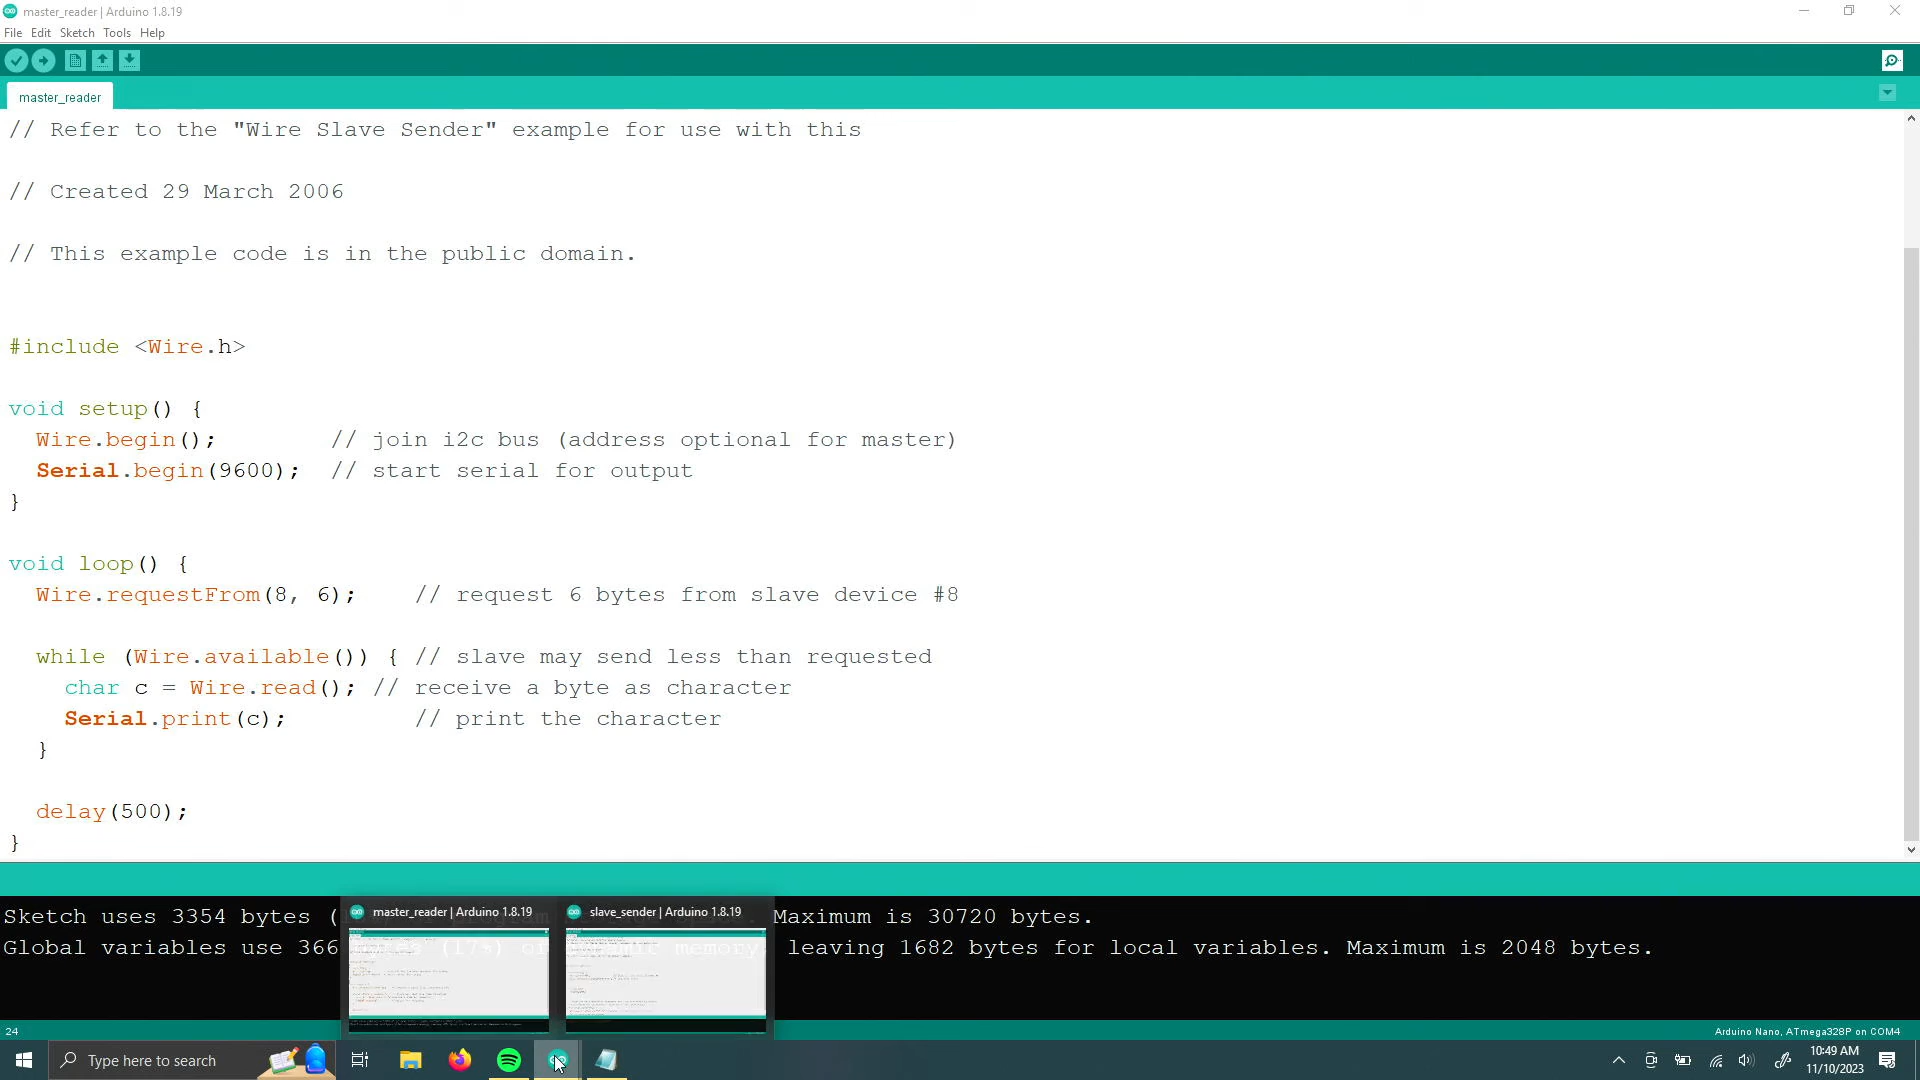 master_reader | Arduino 1.8.19
File Edit Sketch Tools Help
master_reader
// Refer to the "Wire Slave Sender" example for use with this
// Created 29 March 2006
// This example code is in the public domain.
#include <Wire.h>
void setup() {
  Wire.begin();        // join i2c bus (address optional for master)
  Serial.begin(9600);  // start serial for output
}
void loop() {
  Wire.requestFrom(8, 6);    // request 6 bytes from slave device #8
  while (Wire.available()) { // slave may send less than requested
    char c = Wire.read(); // receive a byte as character
    Serial.print(c);         // print the character
  }
  delay(500);
}
master_reader | Arduino 1.8.19
slave_sender | Arduino 1.8.19
Sketch uses 3354 bytes ( Maximum is 30720 bytes.
Global variables use 366 bytes (17%) of memory, leaving 1682 bytes for local variables. Maximum is 2048 bytes.
24
Arduino Nano, ATmega328P on COM4
Type here to search
10:49 AM
11/10/2023